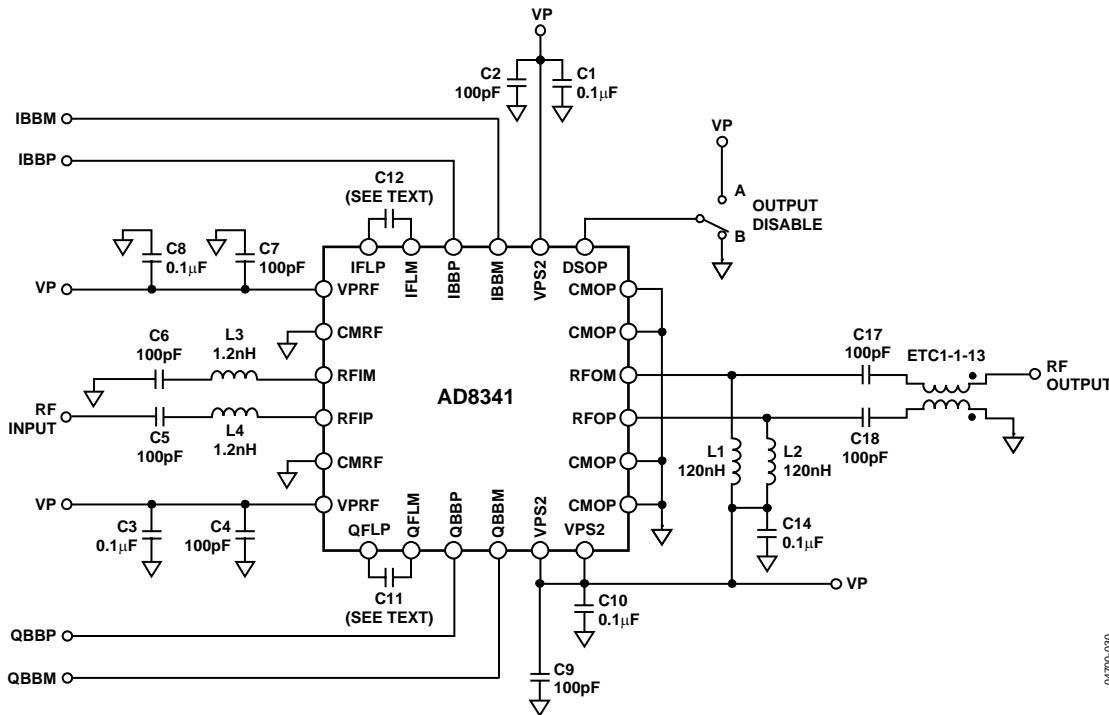 VP
C2
100pF
C1
0.1μF
IBBM
IBBP
VP
A
OUTPUT
DISABLE
B
C12
(SEE TEXT)
C8
0.1μF
C7
100pF
VP
IFLP
IFLM
IBBP
IBBM
VPS2
DSOP
VPRF
CMRF
RFIM
RFIP
CMRF
VPRF
AD8341
CMOP
CMOP
RFOM
RFOP
CMOP
CMOP
C6
100pF
L3
1.2nH
RF
INPUT
C5
100pF
L4
1.2nH
C17
100pF
ETC1-1-13
RF
OUTPUT
C18
100pF
L1
120nH
L2
120nH
C14
0.1μF
VP
C3
0.1μF
C4
100pF
QFLP
QFLM
QBBP
QBBM
VPS2
VPS2
C11
(SEE TEXT)
VP
C10
0.1μF
C9
100pF
QBBP
QBBM
04700-030